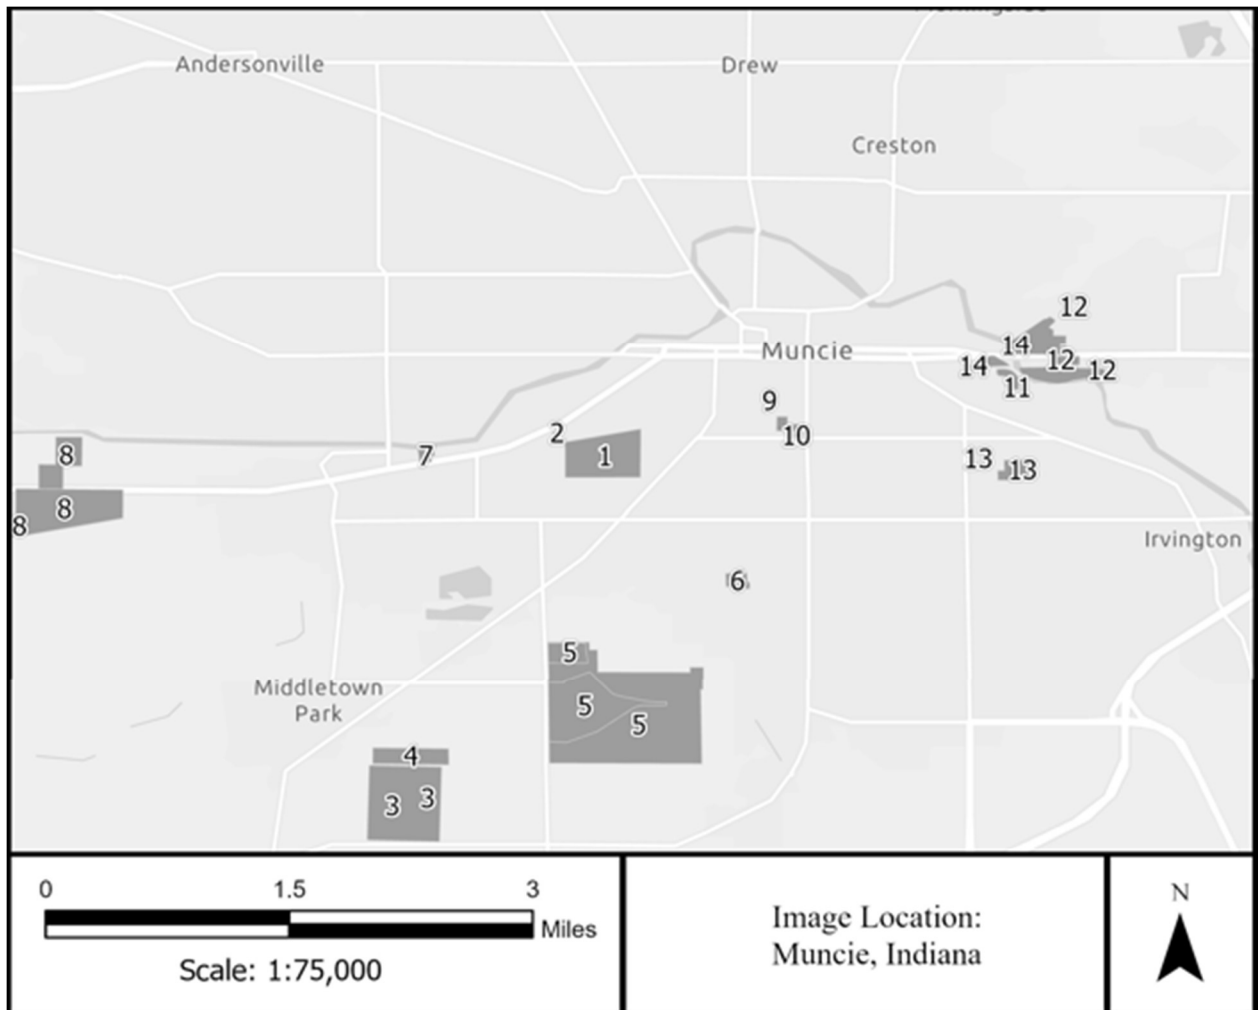 Andersonville
Drew
Creston
12
14
Muncie
14
12
12
11
9
2
10
8
1
7
13
13
8
8
Irvington
6
5
Middletown
Park
5
5
4
3
3
0 1.5 3
Miles
Scale: 1:75,000
Image Location:
Muncie, Indiana
N